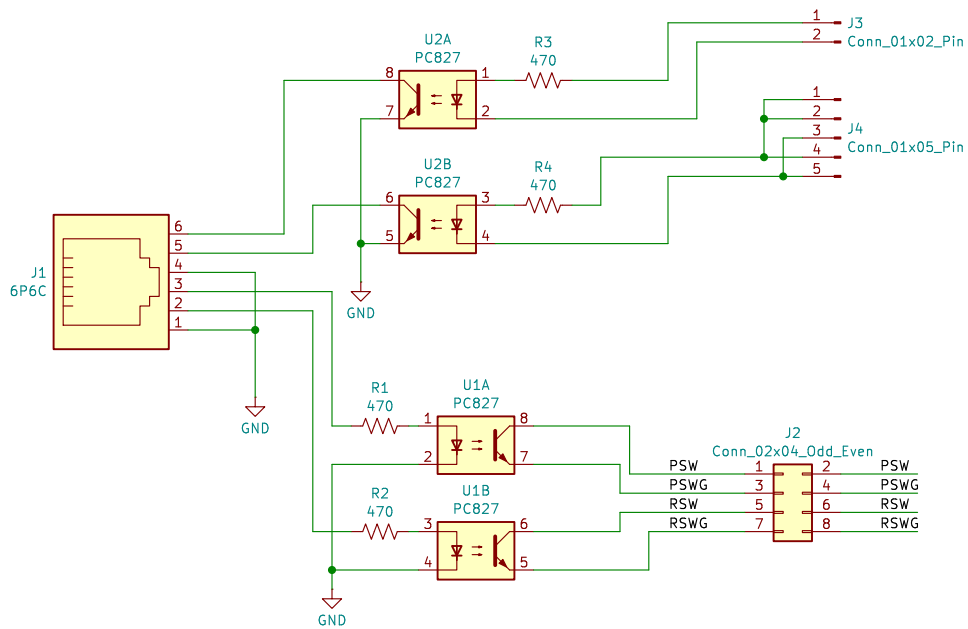 1
J3
2
Conn_01x02_Pin
U2A
PC827
R3
470
8
1
7
2
1
2
3
J4
4
Conn_01x05_Pin
5
U2B
PC827
R4
470
6
3
5
4
GND
J1
6P6C
6
5
4
3
2
1
GND
R1
470
U1A
PC827
1
8
2
7
R2
470
U1B
PC827
3
6
4
5
GND
J2
Conn_02x04_Odd_Even
PSW 1 2 PSW
PSWG 3 4 PSWG
RSW 5 6 RSW
RSWG 7 8 RSWG